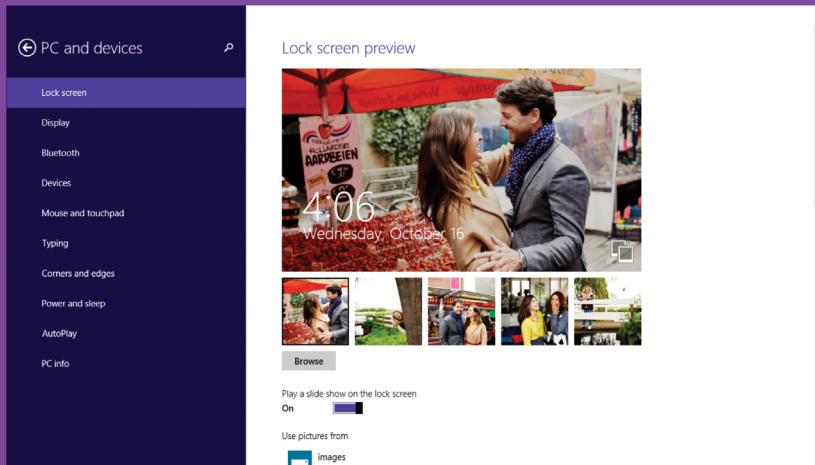 PC and devices
Lock screen
Display
Bluetooth
Devices
Mouse and touchpad
Typing
Corners and edges
Power and sleep
AutoPlay
PC info
Lock screen preview
HOLLANDSE
AARDBEIEN
4:06
Wednesday, October 16
Browse
Play a slide show on the lock screen
On
Use pictures from
images